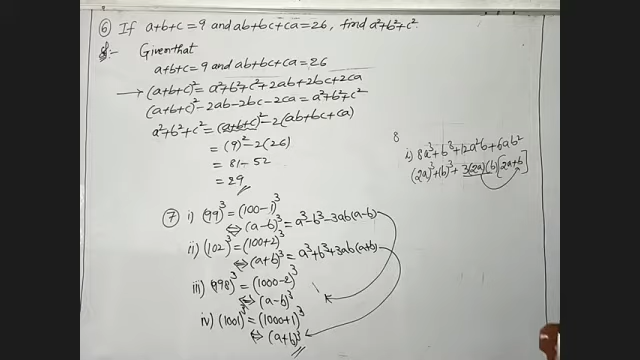 ⑥ If a+b+c=9 and ab+bc+ca=26, find a²+b²+c².
Sol:- Given that
a+b+c=9 and ab+bc+ca=26
→ (a+b+c)² = a²+b²+c²+2ab+2bc+2ca
(a+b+c)²-2ab-2bc-2ca = a²+b²+c²
a²+b²+c² = (a+b+c)²-2(ab+bc+ca)
= (9)²-2(26)
= 81-52
= 29
⑦ i) (99)³ = (100-1)³
⇔ (a-b)³ = a³-b³-3ab(a-b)
ii) (102)³ = (100+2)³
⇔ (a+b)³ = a³+b³+3ab(a+b)
iii) (998)³ = (1000-2)³
⇔ (a-b)³
iv) (1001)³ = (1000+1)³
⇔ (a+b)³
8
i) 8a³+b³+12a²b+6ab²
(2a)³+(b)³+3(2a)(b)[2a+b]